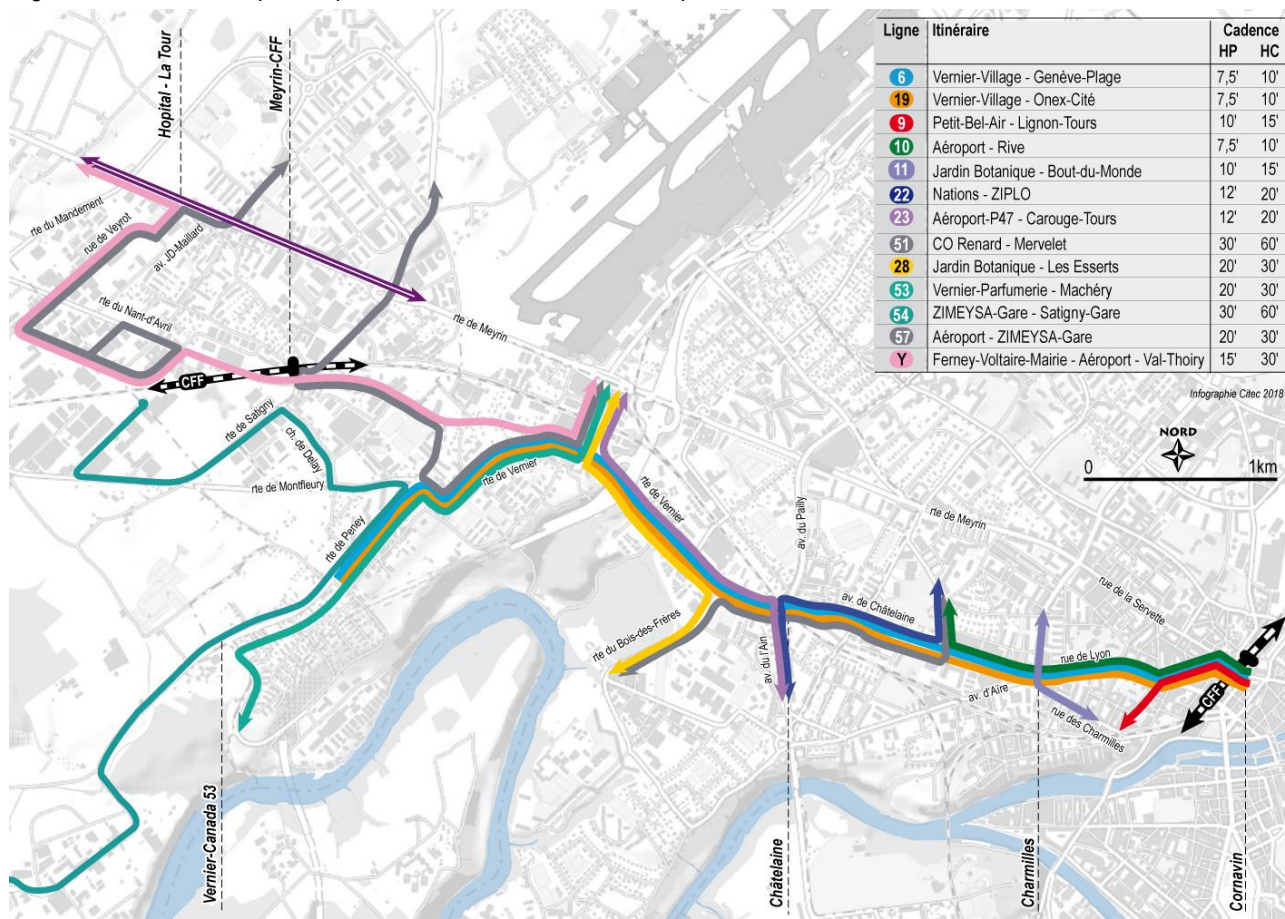 Hopital - La Tour
Meyrin-CFF
Ligne Itinéraire Cadence
HP HC
6 Vernier-Village - Genève-Plage 7,5' 10'
19 Vernier-Village - Onex-Cité 7,5' 10'
9 Petit-Bel-Air - Lignon-Tours 10' 15'
10 Aéroport - Rive 7,5' 10'
11 Jardin Botanique - Bout-du-Monde 10' 15'
22 Nations - ZIPLO 12' 20'
23 Aéroport-P47 - Carouge-Tours 12' 20'
51 CO Renard - Mervelet 30' 60'
28 Jardin Botanique - Les Esserts 20' 30'
53 Vernier-Parfumerie - Machéry 20' 30'
54 ZIMEYSA-Gare - Satigny-Gare 30' 60'
57 Aéroport - ZIMEYSA-Gare 20' 30'
Y Ferney-Voltaire-Mairie - Aéroport - Val-Thoiry 15' 30'
Infographie Citec 2018
NORD
0 1km
rte du Mandement
rue de Veyrot
av. JD-Maillard
rte du Nant-d'Avril
rte de Meyrin
CFF
rte de Satigny
ch. de Delay
rte de Montfleury
rte de Vernier
rte de Peney
rte de Vernier
av. du Pailly
rte de Meyrin
rue de la Servette
av. de Châtelaine
rte du Bois-des-Frères
av. du l'Ain
rue de Lyon
av. d'Aïre
rue des Charmilles
CFF
Vernier-Canada 53
Châtelaine
Charmilles
Cornavin